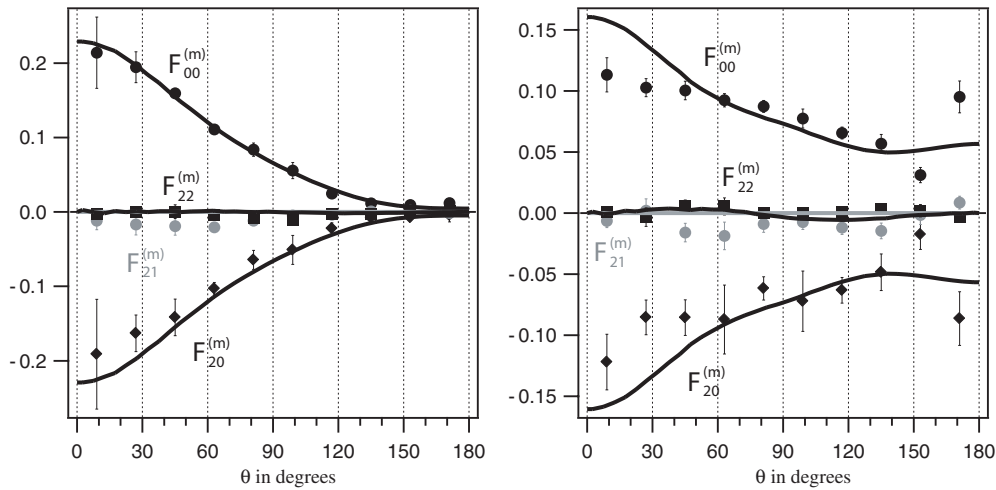 0.2
0.1
0.0
-0.1
-0.2
F00(m)
F22(m)
F21(m)
F20(m)
0 30 60 90 120 150 180
θ in degrees
0.15
0.10
0.05
0.00
-0.05
-0.10
-0.15
F00(m)
F22(m)
F21(m)
F20(m)
0 30 60 90 120 150 180
θ in degrees